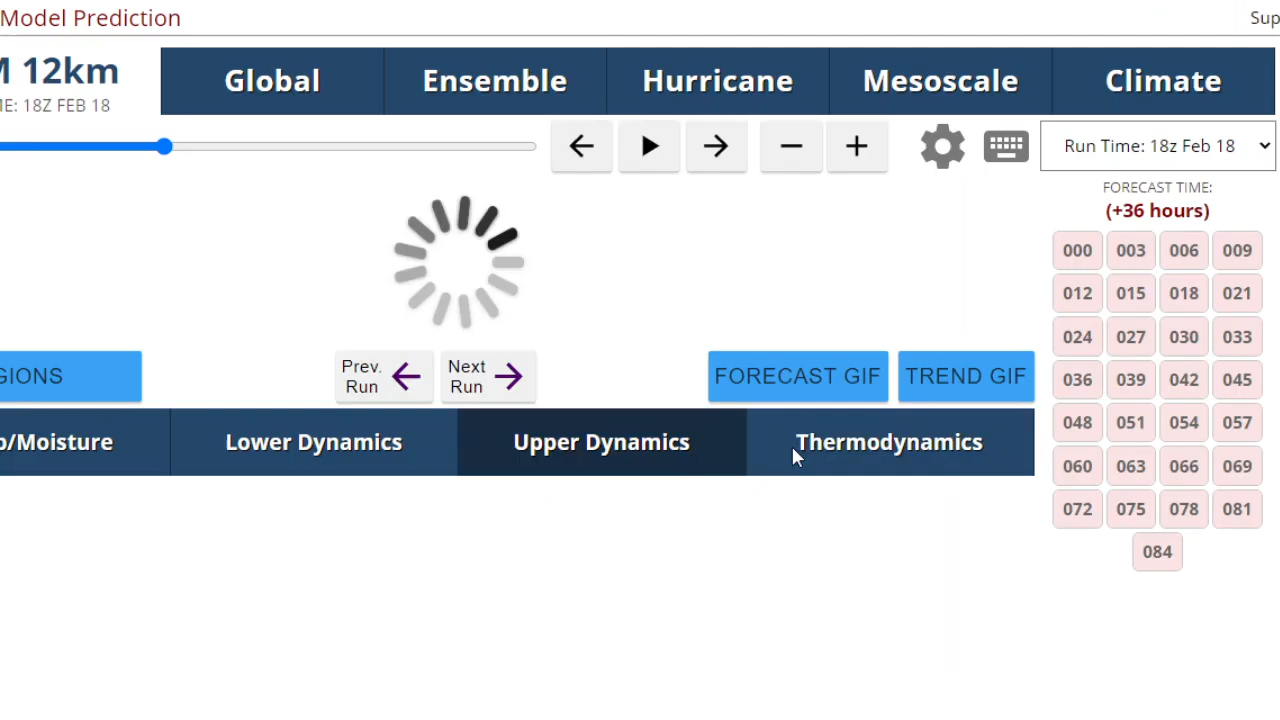 Model Prediction
Sup
M 12km
E: 18Z FEB 18
Global
Ensemble
Hurricane
Mesoscale
Climate
Run Time: 18z Feb 18
FORECAST TIME:
(+36 hours)
000 003 006 009
012 015 018 021
024 027 030 033
036 039 042 045
048 051 054 057
060 063 066 069
072 075 078 081
084
GIONS
Prev.
Run
Next
Run
FORECAST GIF
TREND GIF
p/Moisture
Lower Dynamics
Upper Dynamics
Thermodynamics